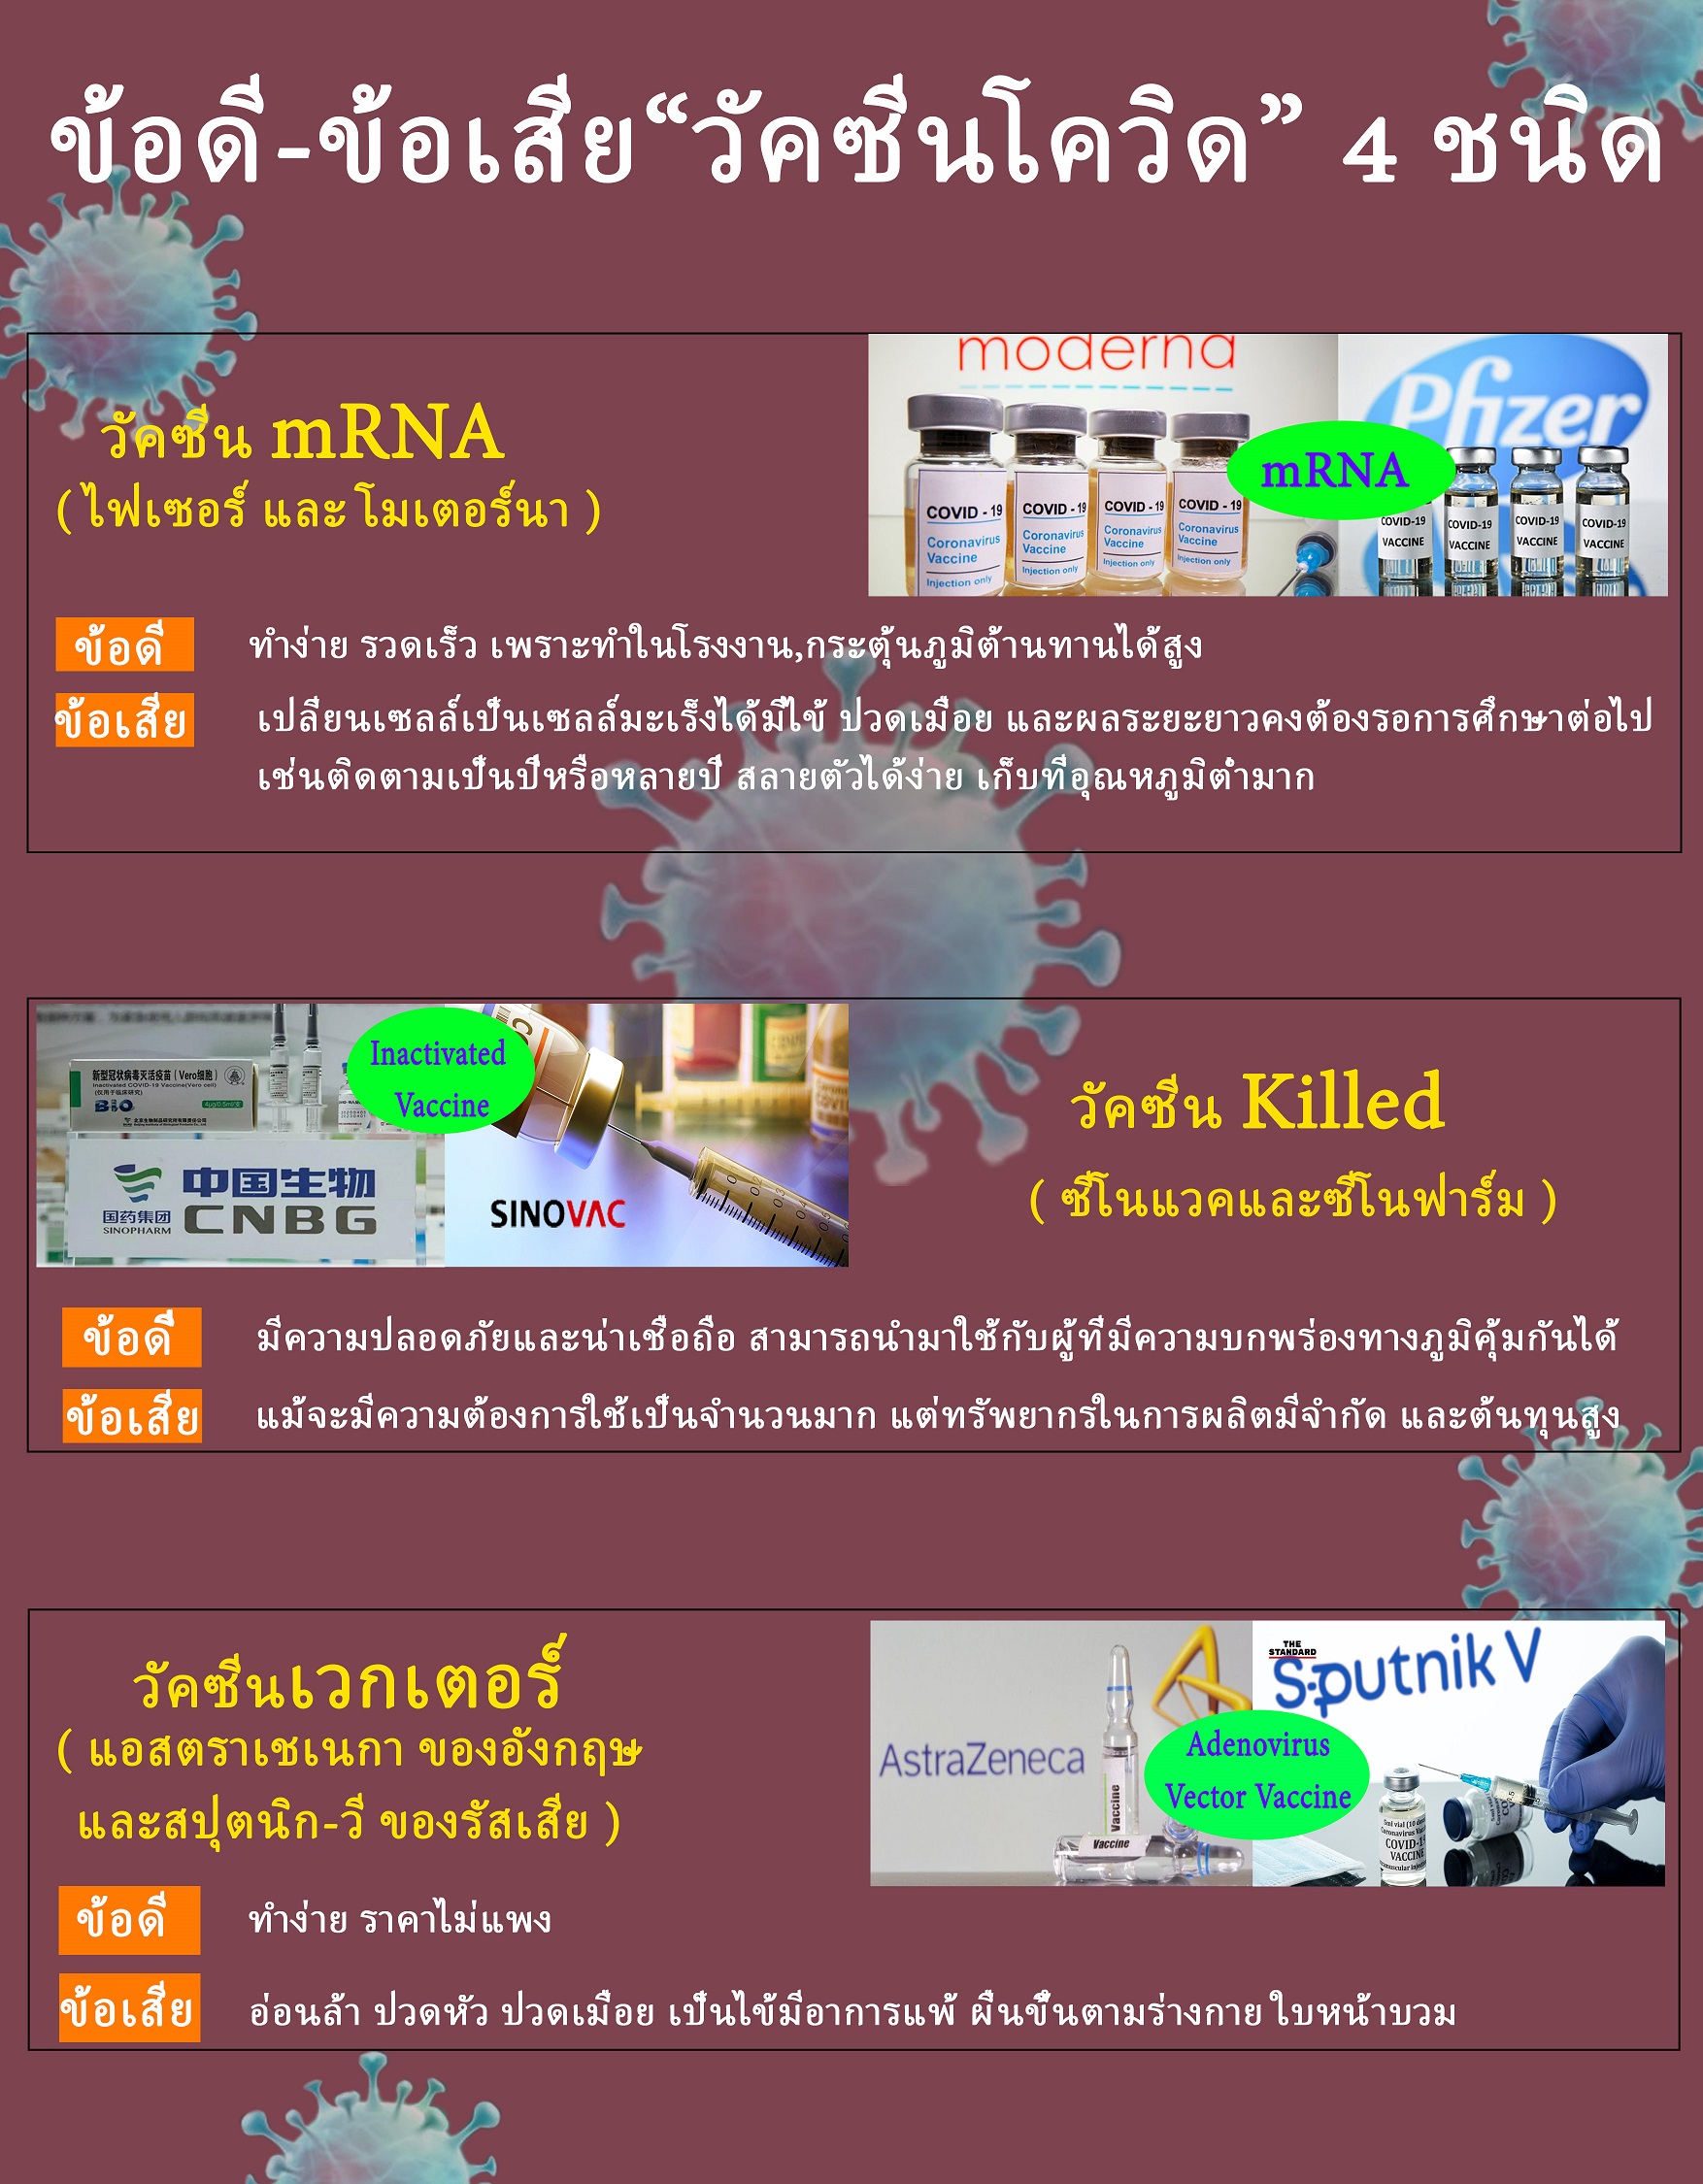 ข้อดี-ข้อเสีย“วัคซีนโควิด” 4 ชนิด
moderna
Pfizer
วัคซีน mRNA
( ไฟเซอร์ และ โมเตอร์นา )
mRNA
COVID - 19
Coronavirus
Vaccine
Injection only
COVID - 19
Coronavirus
Vaccine
Injection only
COVID - 19
Coronavirus
Vaccine
Injection only
COVID - 19
Coronavirus
Vaccine
Injection only
COVID-19
VACCINE
COVID-19
VACCINE
COVID-19
VACCINE
COVID-19
VACCINE
ข้อดี ทำง่าย รวดเร็ว เพราะทำในโรงงาน,กระตุ้นภูมิต้านทานได้สูง
ข้อเสีย เปลี่ยนเซลล์เป็นเซลล์มะเร็งได้มีไข้ ปวดเมื่อย และผลระยะยาวคงต้องรอการศึกษาต่อไป
เช่นติดตามเป็นปีหรือหลายปี สลายตัวได้ง่าย เก็บที่อุณหภูมิต่ำมาก
Inactivated
Vaccine
新型冠状病毒灭活疫苗（Vero细胞）
Inactivated COVID-19 Vaccine(Vero cell)
(仅用于临床研究)
中国生物
CNBG
国药集团
SINOPHARM
SINOVAC
วัคซีน Killed
( ซีโนแวคและซีโนฟาร์ม )
ข้อดี มีความปลอดภัยและน่าเชื่อถือ สามารถนำมาใช้กับผู้ที่มีความบกพร่องทางภูมิคุ้มกันได้
ข้อเสีย แม้จะมีความต้องการใช้เป็นจำนวนมาก แต่ทรัพยากรในการผลิตมีจำกัด และต้นทุนสูง
วัคซีนเวกเตอร์
( แอสตราเชเนกา ของอังกฤษ
และสปุตนิก-วี ของรัสเสีย )
AstraZeneca
Vaccine
Vaccine
THE
STANDARD
Sputnik V
Adenovirus
Vector Vaccine
COVID-19
VACCINE
ข้อดี ทำง่าย ราคาไม่แพง
ข้อเสีย อ่อนล้า ปวดหัว ปวดเมื่อย เป็นไข้มีอาการแพ้ ผื่นขึ้นตามร่างกาย ใบหน้าบวม